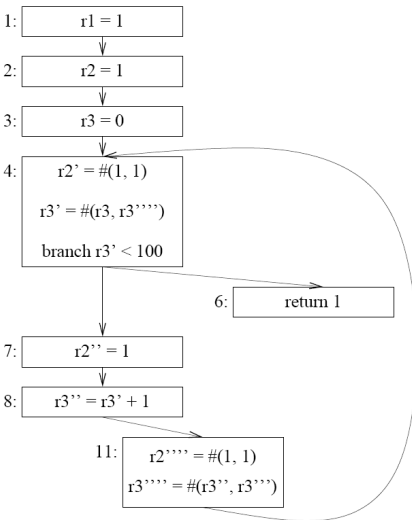 1: r1 = 1
2: r2 = 1
3: r3 = 0
4: r2' = #(1, 1)
r3' = #(r3, r3'''')
branch r3' < 100
6: return 1
7: r2'' = 1
8: r3'' = r3' + 1
11: r2'''' = #(1, 1)
r3'''' = #(r3'', r3''')